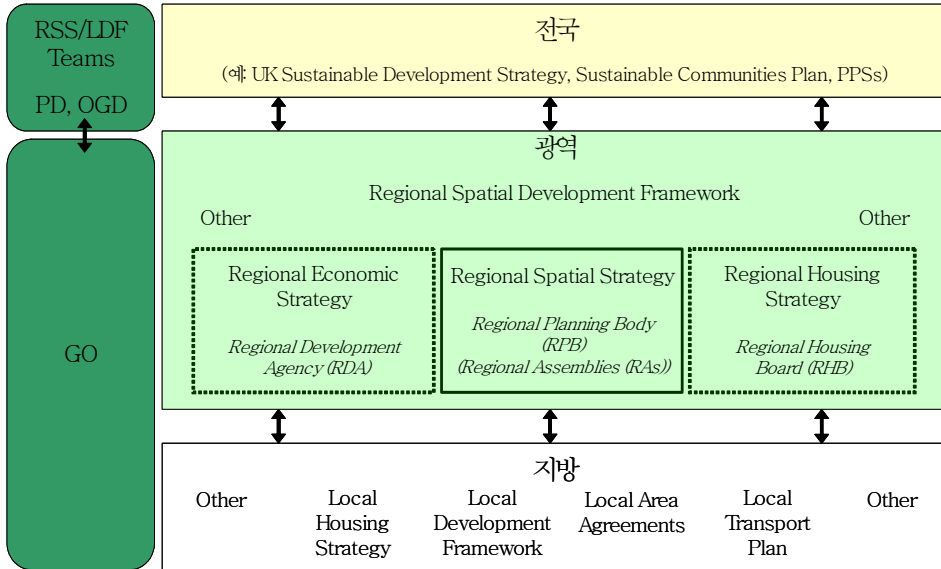 RSS/LDF
Teams
PD, OGD
GO
전국
(예: UK Sustainable Development Strategy, Sustainable Communities Plan, PPSs)
광역
Regional Spatial Development Framework
Other
Other
Regional Economic
Strategy
Regional Development
Agency (RDA)
Regional Spatial Strategy
Regional Planning Body
(RPB)
(Regional Assemblies (RAs))
Regional Housing
Strategy
Regional Housing
Board (RHB)
지방
Other
Local
Housing
Strategy
Local
Development
Framework
Local Area
Agreements
Local
Transport
Plan
Other